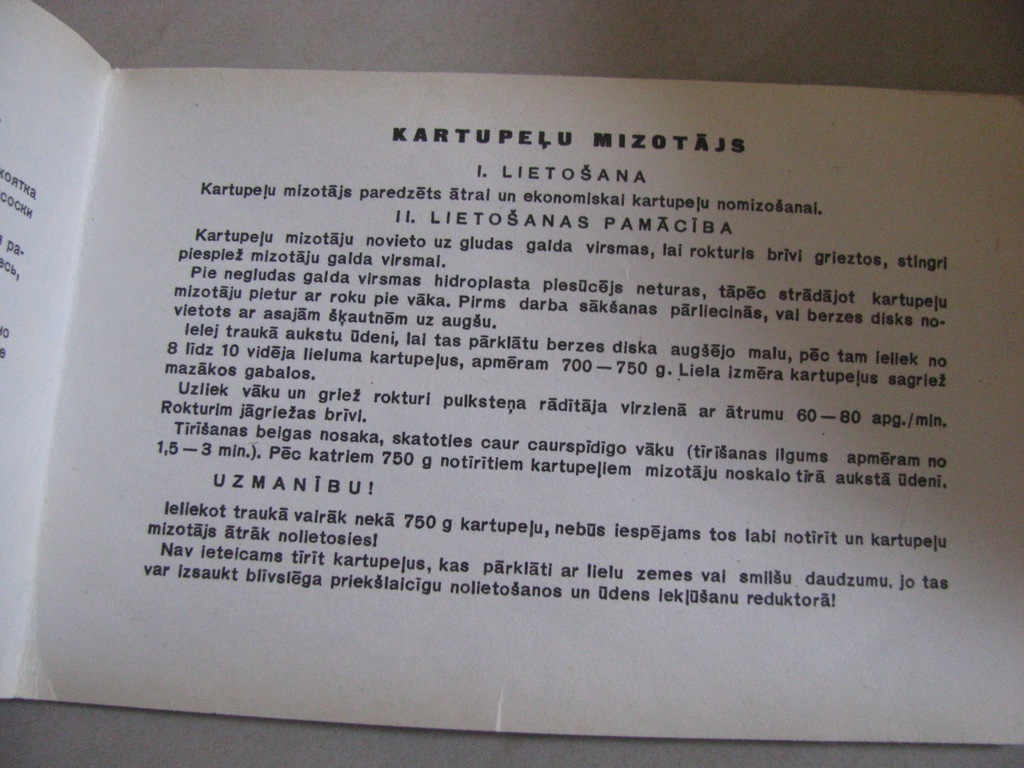 коятка
соски
ра-
KARTUPEĻU MIZOTĀJS
I. LIETOŠANA
Kartupeļu mizotājs paredzēts ātrai un ekonomiskai kartupeļu nomizošanai.
II. LIETOŠANAS PAMĀCĪBA
Kartupeļu mizotāju novieto uz gludas galda virsmas, lai rokturis brīvi grieztos, stingri
piespiež mizotāju galda virsmai.
Pie negludas galda virsmas hidroplasta piesūcējs neturas, tāpēc strādājot kartupeļu
mizotāju pietur ar roku pie vāka. Pirms darba sākšanas pārliecinās, vai berzes disks no-
vietots ar asajām šķautnēm uz augšu.
Ielej traukā aukstu ūdeni, lai tas pārklātu berzes diska augšējo malu, pēc tam ieliek no
8 līdz 10 vidēja lieluma kartupeļus, apmēram 700—750 g. Liela izmēra kartupeļus sagriež
mazākos gabalos.
Uzliek vāku un griež rokturi pulksteņa rādītāja virzienā ar ātrumu 60—80 apg./min.
Rokturim jāgriežas brīvi.
Tīrīšanas beigas nosaka, skatoties caur caurspīdīgo vāku (tīrīšanas ilgums apmēram no
1,5—3 min.). Pēc katriem 750 g notīrītiem kartupeļiem mizotāju noskalo tīrā aukstā ūdenī.
UZMANĪBU!
Ieliekot traukā vairāk nekā 750 g kartupeļu, nebūs iespējams tos labi notīrīt un kartupeļu
mizotājs ātrāk nolietosies!
Nav ieteicams tīrīt kartupeļus, kas pārklāti ar lielu zemes vai smilšu daudzumu, jo tas
var izsaukt blīvslēga priekšlaicīgu nolietošanos un ūdens iekļūšanu reduktorā!